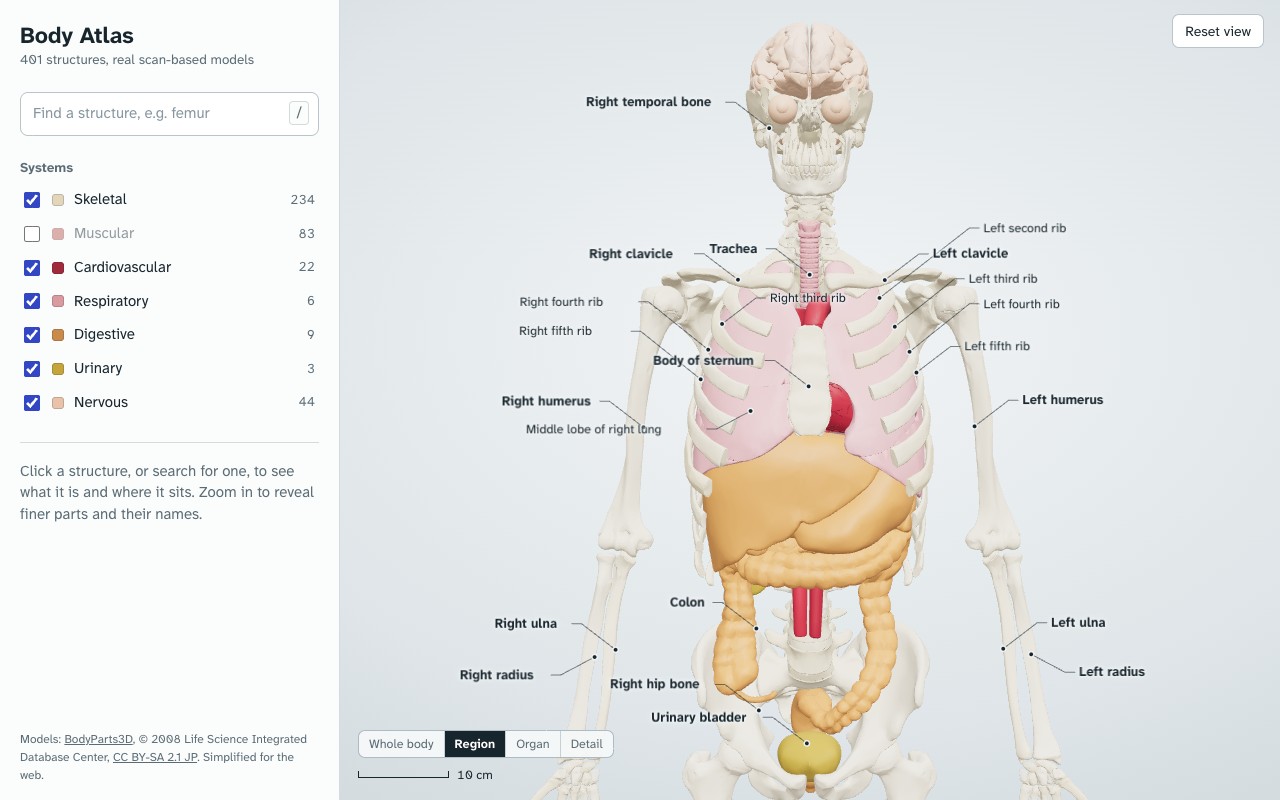 Body Atlas
401 structures, real scan-based models
Find a structure, e.g. femur /
Systems
Skeletal 234
Muscular 83
Cardiovascular 22
Respiratory 6
Digestive 9
Urinary 3
Nervous 44
Click a structure, or search for one, to see
what it is and where it sits. Zoom in to reveal
finer parts and their names.
Models: BodyParts3D, © 2008 Life Science Integrated
Database Center, CC BY-SA 2.1 JP. Simplified for the
web.
Reset view
Right temporal bone
Left second rib
Trachea
Right clavicle
Left clavicle
Left third rib
Right third rib
Right fourth rib
Left fourth rib
Right fifth rib
Left fifth rib
Body of sternum
Right humerus
Left humerus
Middle lobe of right lung
Colon
Right ulna
Left ulna
Right radius
Left radius
Right hip bone
Urinary bladder
Whole body Region Organ Detail
10 cm